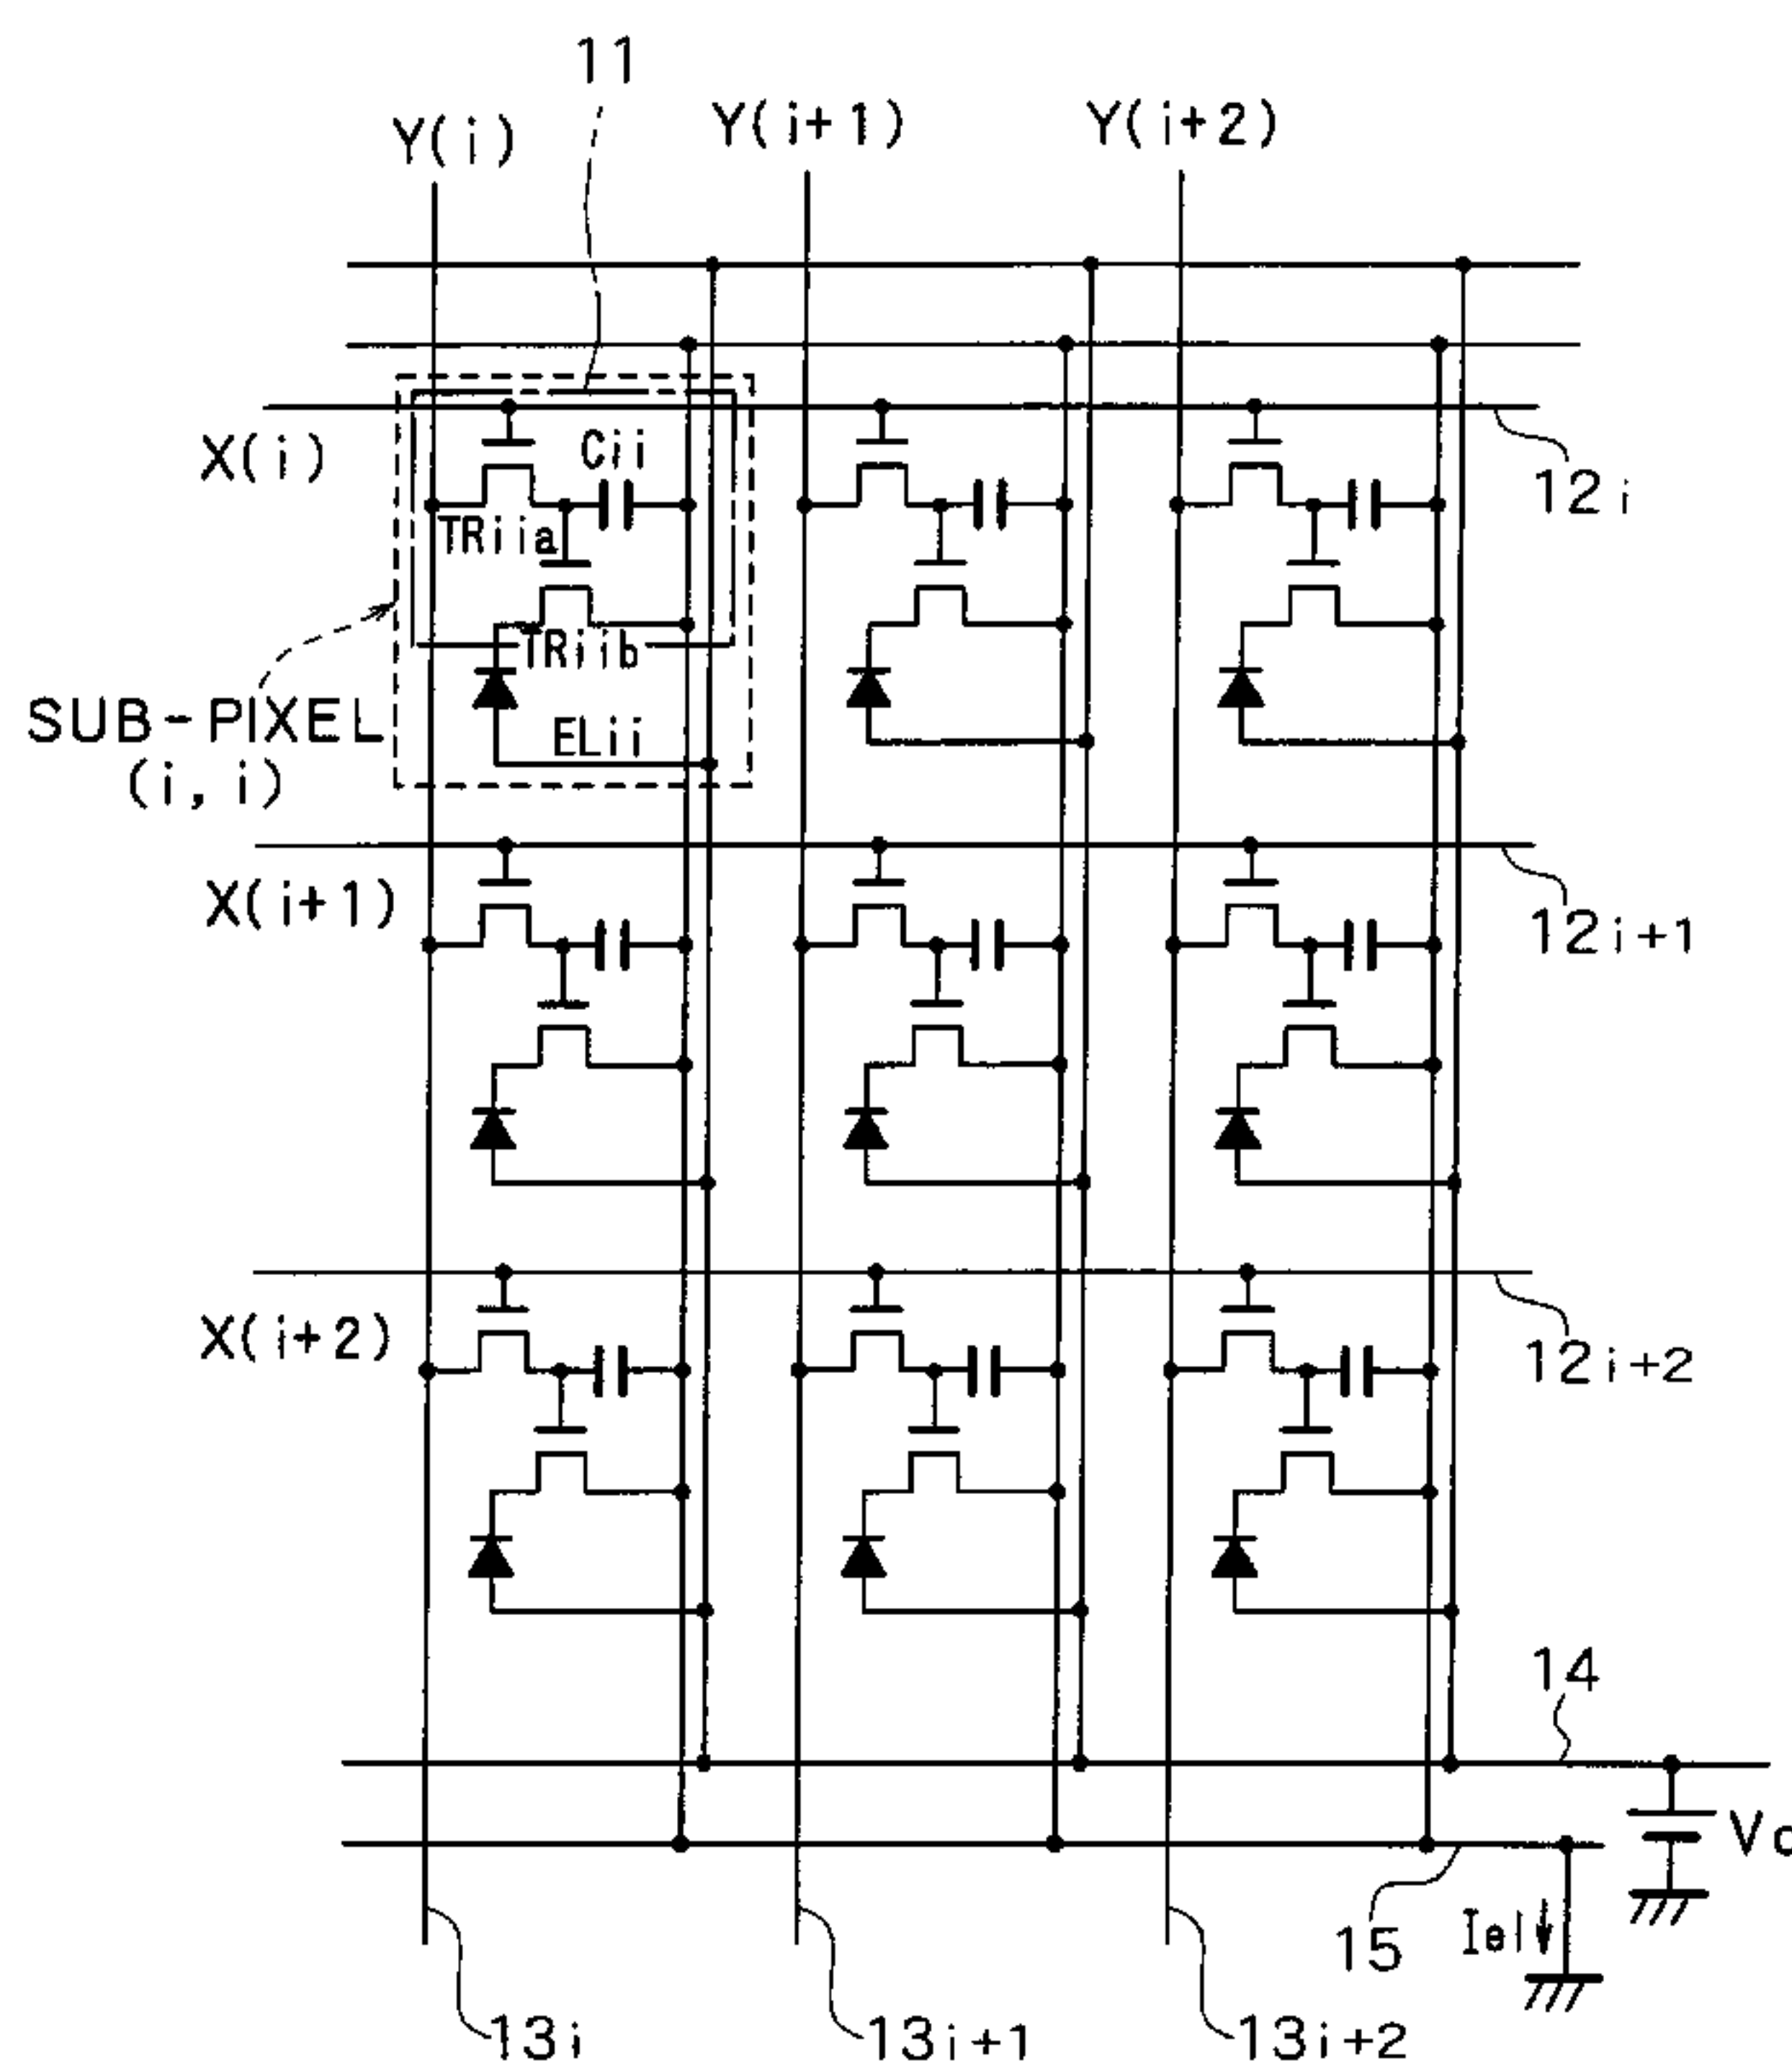 11
Y(i)
Y(i+1)
Y(i+2)
X(i)
Cii
TRiia
TRiib
ELii
12i
SUB-PIXEL
(i, i)
X(i+1)
12i+1
X(i+2)
12i+2
14
15
Iel
13i
13i+1
13i+2